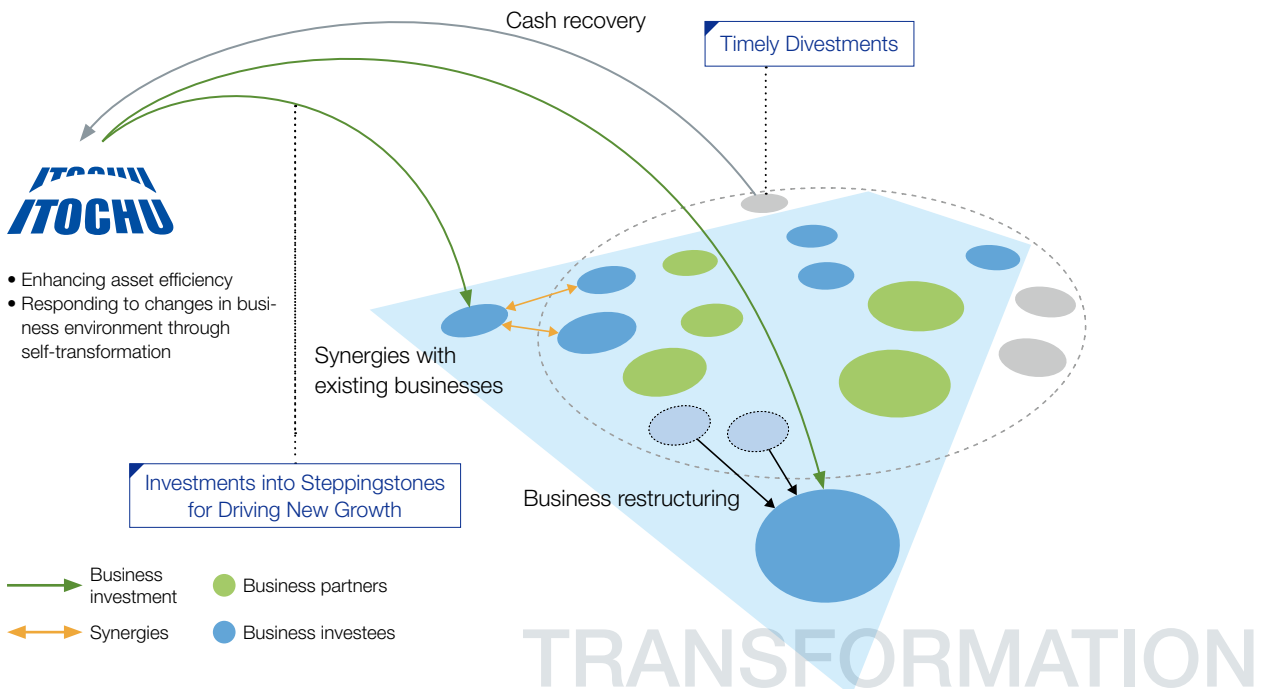 Cash recovery
Timely Divestments
ITOCHU
ITOCHU
• Enhancing asset efficiency
• Responding to changes in busi-
ness environment through
self-transformation
Synergies with
existing businesses
Investments into Steppingstones
for Driving New Growth
Business restructuring
Business
investment
Business partners
Synergies
Business investees
TRANSFORMATION